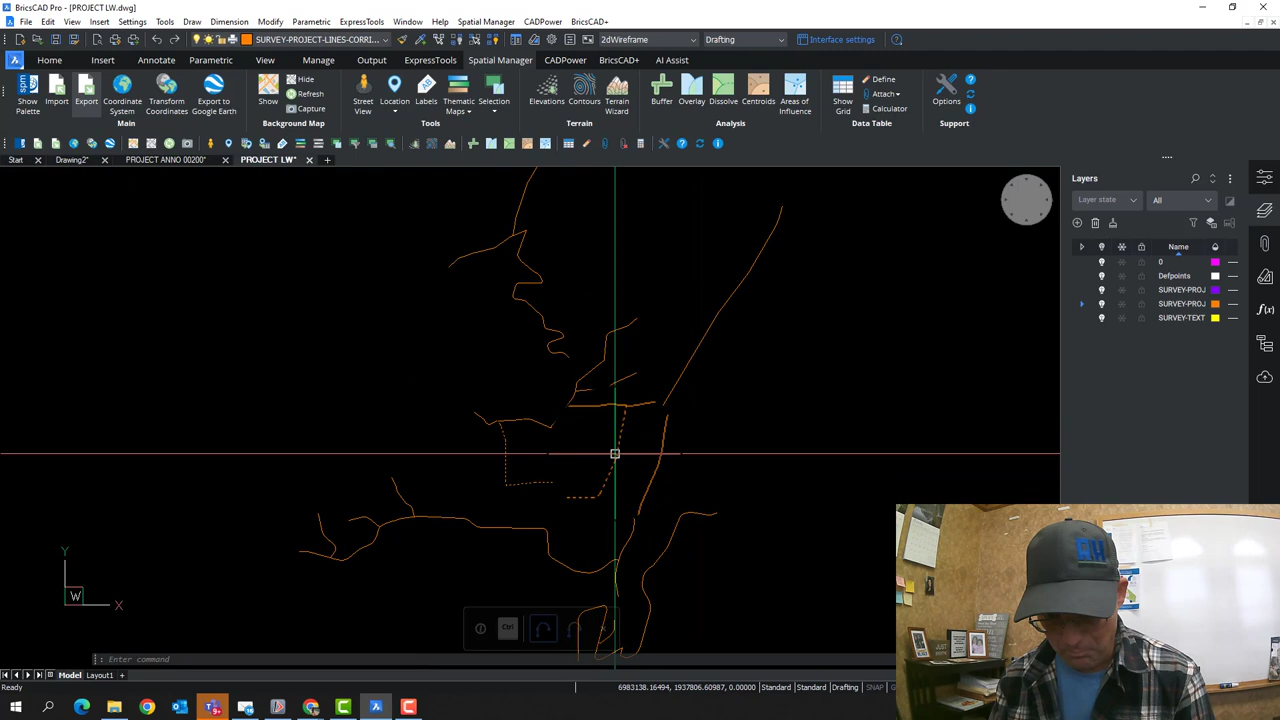 BricsCAD Pro - [PROJECT LW.dwg]
File Edit View Insert Settings Tools Draw Dimension Modify Parametric ExpressTools Window Help Spatial Manager CADPower BricsCAD+
SURVEY-PROJECT-LINES-CORRI... 2dWireframe Drafting Interface settings
Home Insert Annotate Parametric View Manage Output ExpressTools Spatial Manager CADPower BricsCAD+ AI Assist
Show Palette Import Export Coordinate System Transform Coordinates Export to Google Earth
Main
Show Hide Refresh Capture
Background Map
Street View Location Labels Thematic Maps Selection
Tools
Elevations Contours Terrain Wizard
Terrain
Buffer Overlay Dissolve Centroids Areas of Influence
Analysis
Show Grid Define Attach Calculator
Data Table
Options
Support
Start Drawing2* PROJECT ANNO 00200* PROJECT LW*
Layers
Layer state All
Name
0
Defpoints
SURVEY-PROJ
SURVEY-PROJ
SURVEY-TEXT
Y
W
X
Ctrl
: Enter command
Model Layout1
Ready 6983138.16494, 1937806.60987, 0.00000 Standard Standard Drafting SNAP